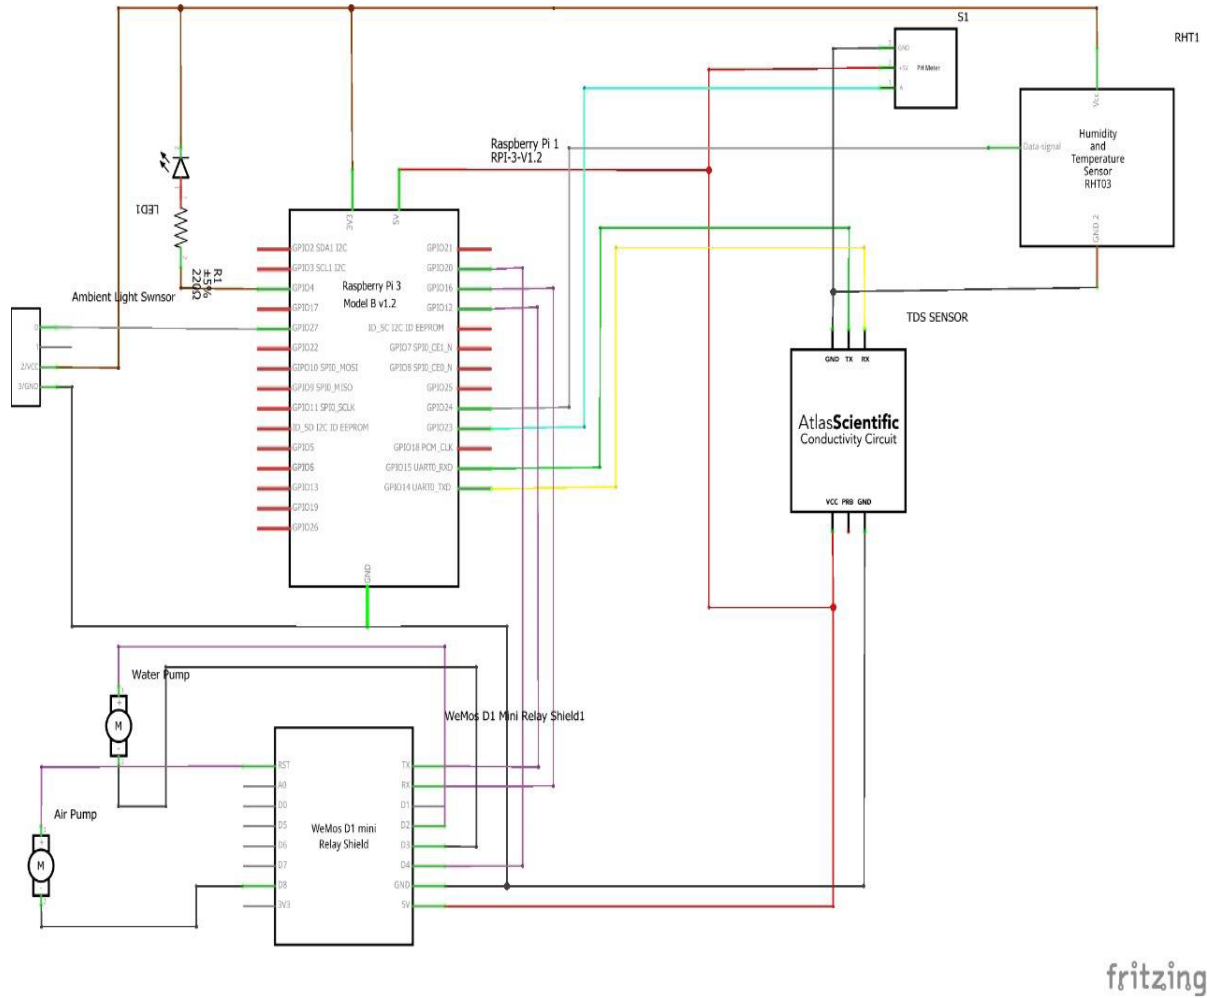 S1
RHT1
GND
+5V
PH Meter
A
Vcc
Humidity
and
Temperature
Sensor
RHT03
Data-signal
GND 2
Raspberry Pi 1
RPI-3-V1.2
LED1
R1
±5%
220Ω
3V3
5V
Raspberry Pi 3
Model B v1.2
GPIO2 SDA1 I2C
GPIO3 SCL1 I2C
GPIO4
GPIO17
GPIO27
GPIO22
GPIO10 SPI0_MOSI
GPIO9 SPI0_MISO
GPIO11 SPI0_SCLK
ID_SD I2C ID EEPROM
GPIO5
GPIO6
GPIO13
GPIO19
GPIO26
GPIO21
GPIO20
GPIO16
GPIO12
ID_SC I2C ID EEPROM
GPIO7 SPI0_CE1_N
GPIO8 SPI0_CE0_N
GPIO25
GPIO24
GPIO23
GPIO18 PCM_CLK
GPIO15 UART0_RXD
GPIO14 UART0_TXD
GND
Ambient Light Swnsor
0
1
2/VCC
3/GND
TDS SENSOR
GND TX RX
AtlasScientific
Conductivity Circuit
VCC PRB GND
Water Pump
M
Air Pump
M
WeMos D1 Mini Relay Shield1
WeMos D1 mini
Relay Shield
RST
A0
D0
D5
D6
D7
D8
3V3
TX
RX
D1
D2
D3
D4
GND
5V
fritzing